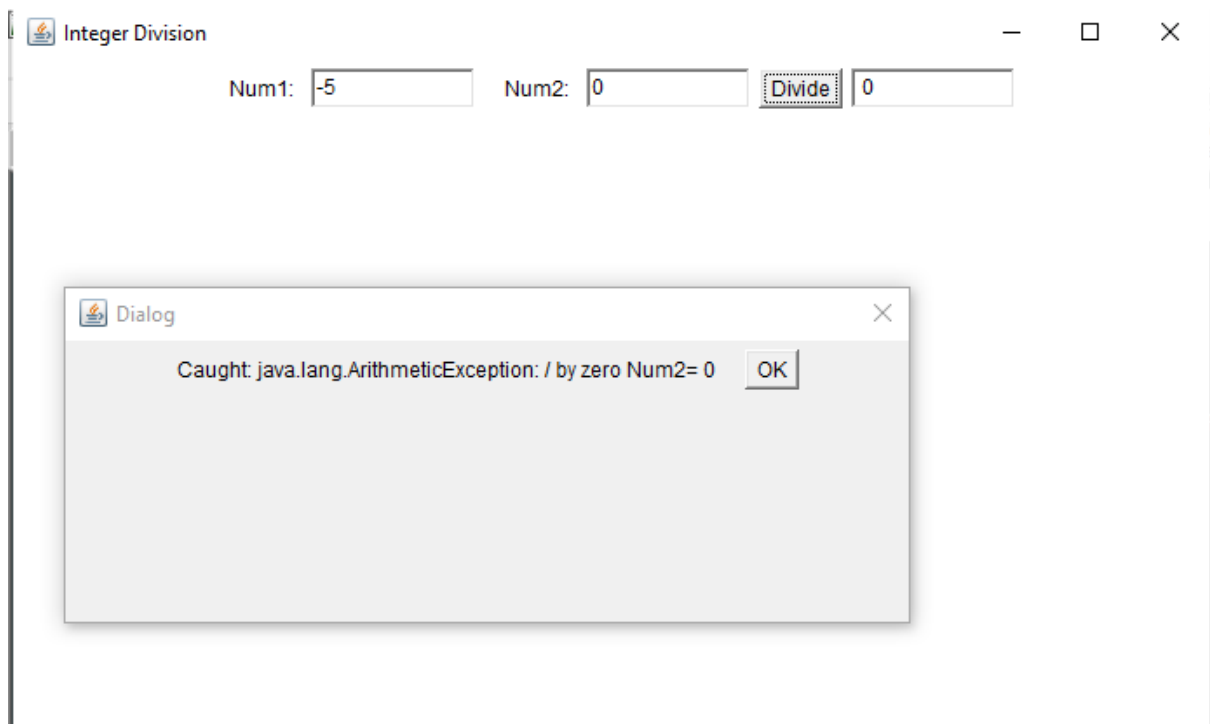 Integer Division
Num1: -5 Num2: 0 Divide 0
Dialog
Caught: java.lang.ArithmeticException: / by zero Num2= 0 OK